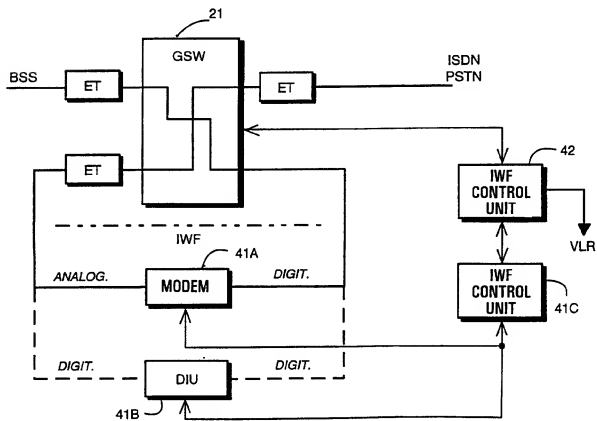 21
GSW
BSS
ET
ET
ISDN
PSTN
ET
42
IWF
CONTROL
UNIT
VLR
IWF
41A
ANALOG.
MODEM
DIGIT.
IWF
CONTROL
UNIT
41C
DIGIT.
DIU
DIGIT.
41B